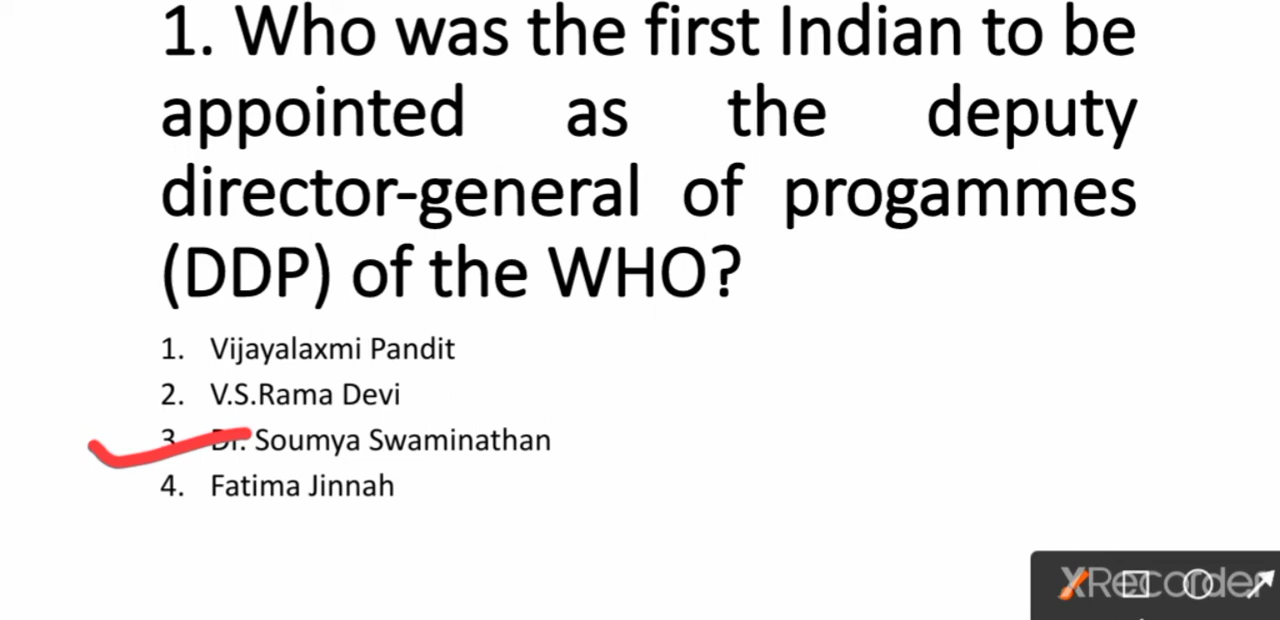 1. Who was the first Indian to be
appointed as the deputy
director-general of progammes
(DDP) of the WHO?
1. Vijayalaxmi Pandit
2. V.S.Rama Devi
3. Dr. Soumya Swaminathan
4. Fatima Jinnah
XRecorder